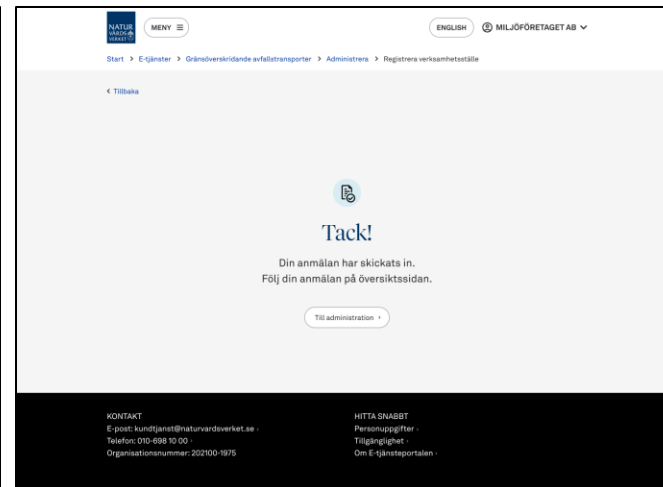 NATUR
VÅRDS
VERKET
MENY
ENGLISH
MILJÖFÖRETAGET AB
Start > E-tjänster > Gränsöverskridande avfallstransporter > Administrera > Registrera verksamhetsställe
< Tillbaka
Tack!
Din anmälan har skickats in.
Följ din anmälan på översiktssidan.
Till administration ›
KONTAKT
E-post: kundtjanst@naturvardsverket.se ›
Telefon: 010-698 10 00 ›
Organisationsnummer: 202100-1975
HITTA SNABBT
Personuppgifter ›
Tillgänglighet ›
Om E-tjänsteportalen ›